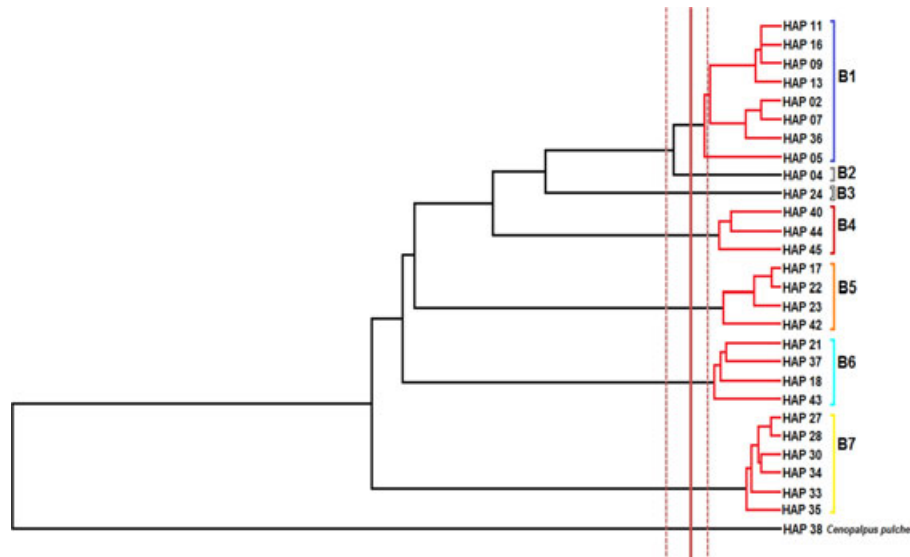 HAP 11
HAP 16
HAP 09
HAP 13
B1
HAP 02
HAP 07
HAP 36
HAP 05
HAP 04 B2
HAP 24 B3
HAP 40
HAP 44 B4
HAP 45
HAP 17
HAP 22 B5
HAP 23
HAP 42
HAP 21
HAP 37 B6
HAP 18
HAP 43
HAP 27
HAP 28 B7
HAP 30
HAP 34
HAP 33
HAP 35
HAP 38 Cenopalpus pulche